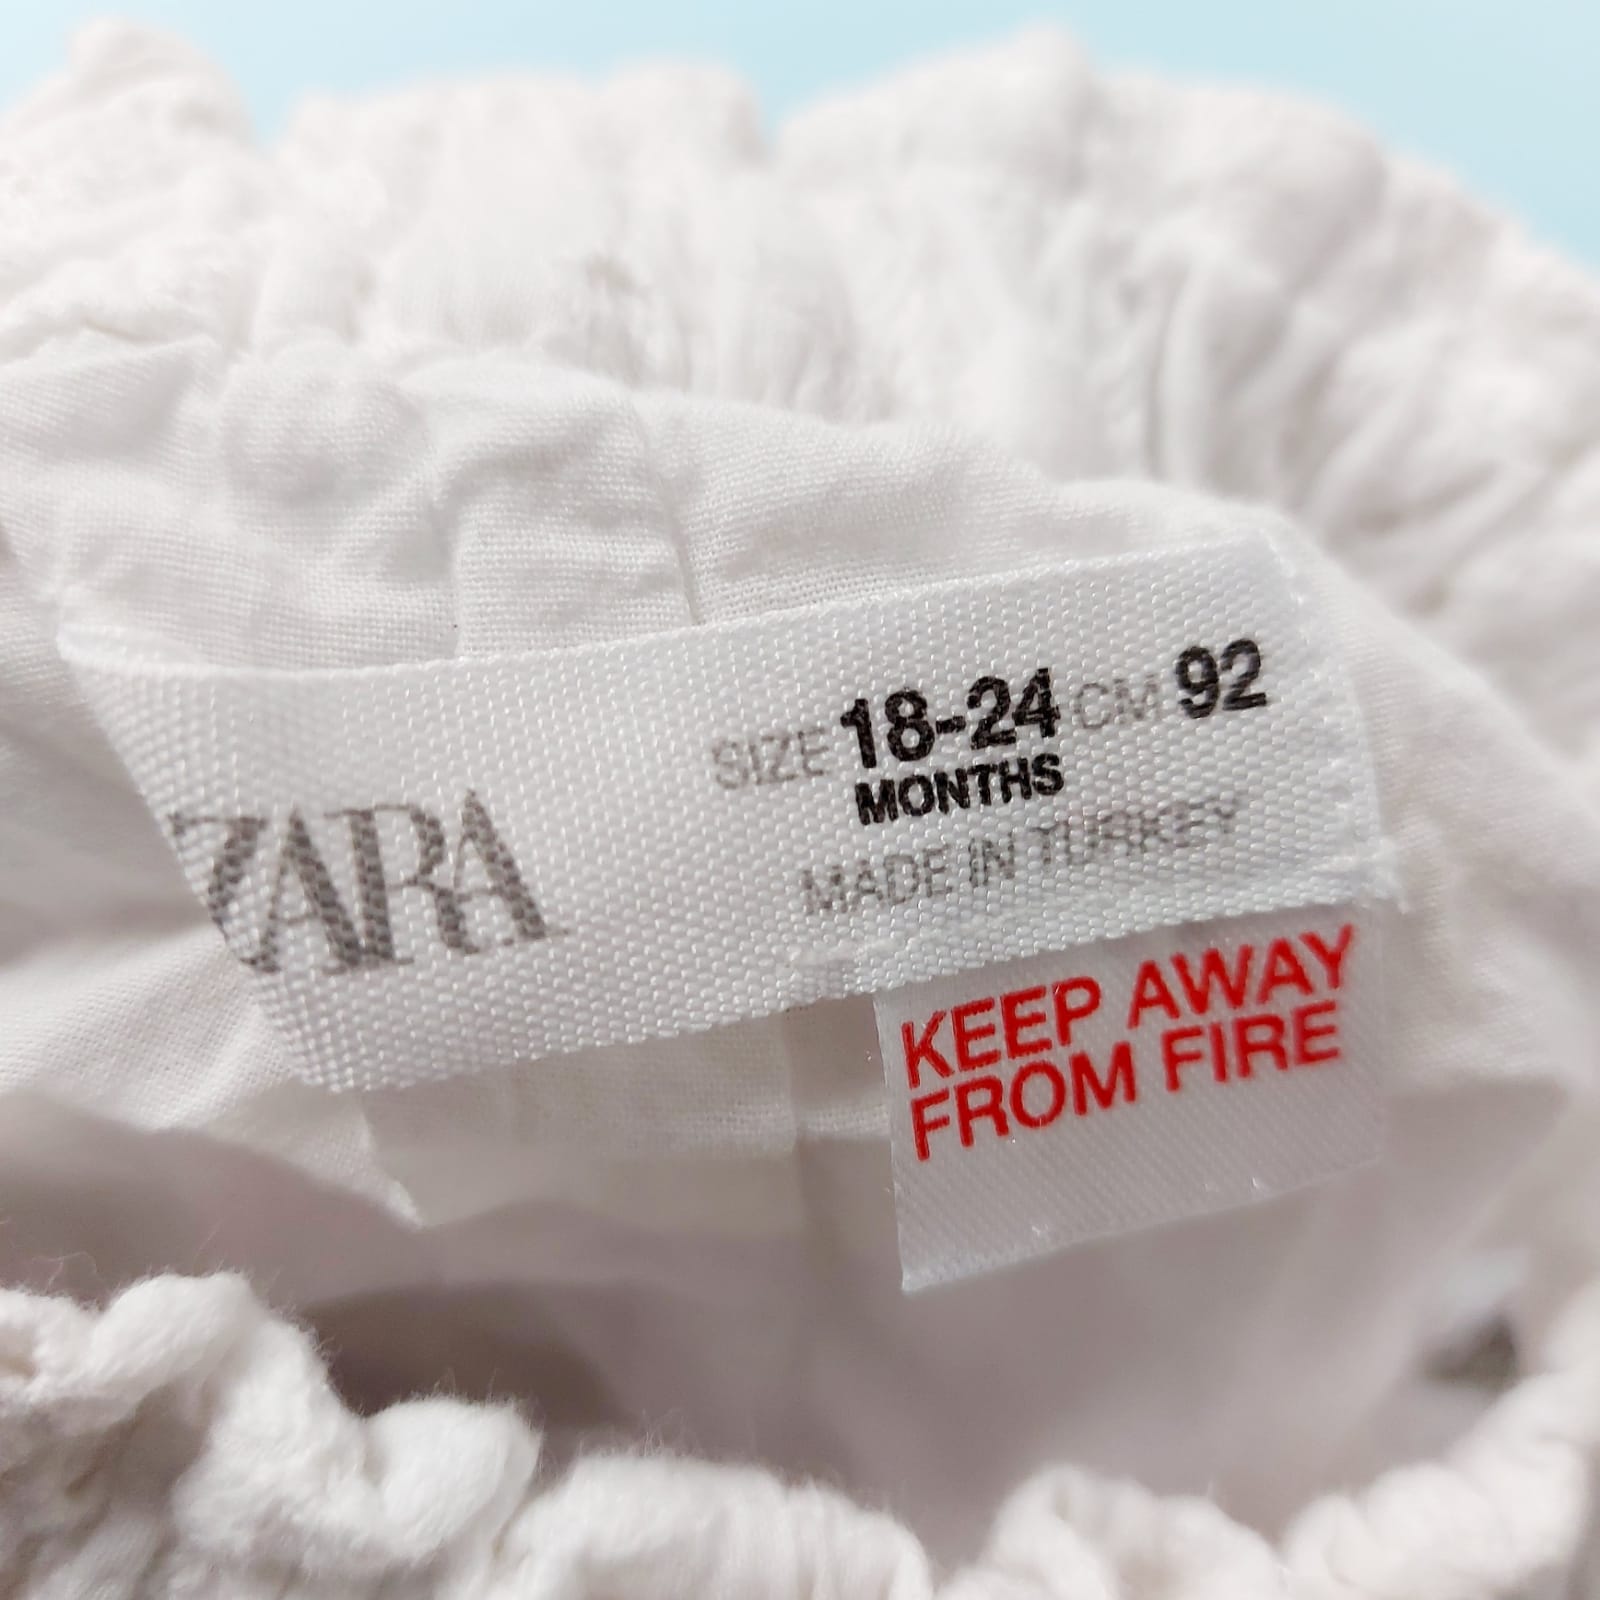 ZARA
SIZE 18-24 CM 92
MONTHS
MADE IN TURKEY
KEEP AWAY
FROM FIRE